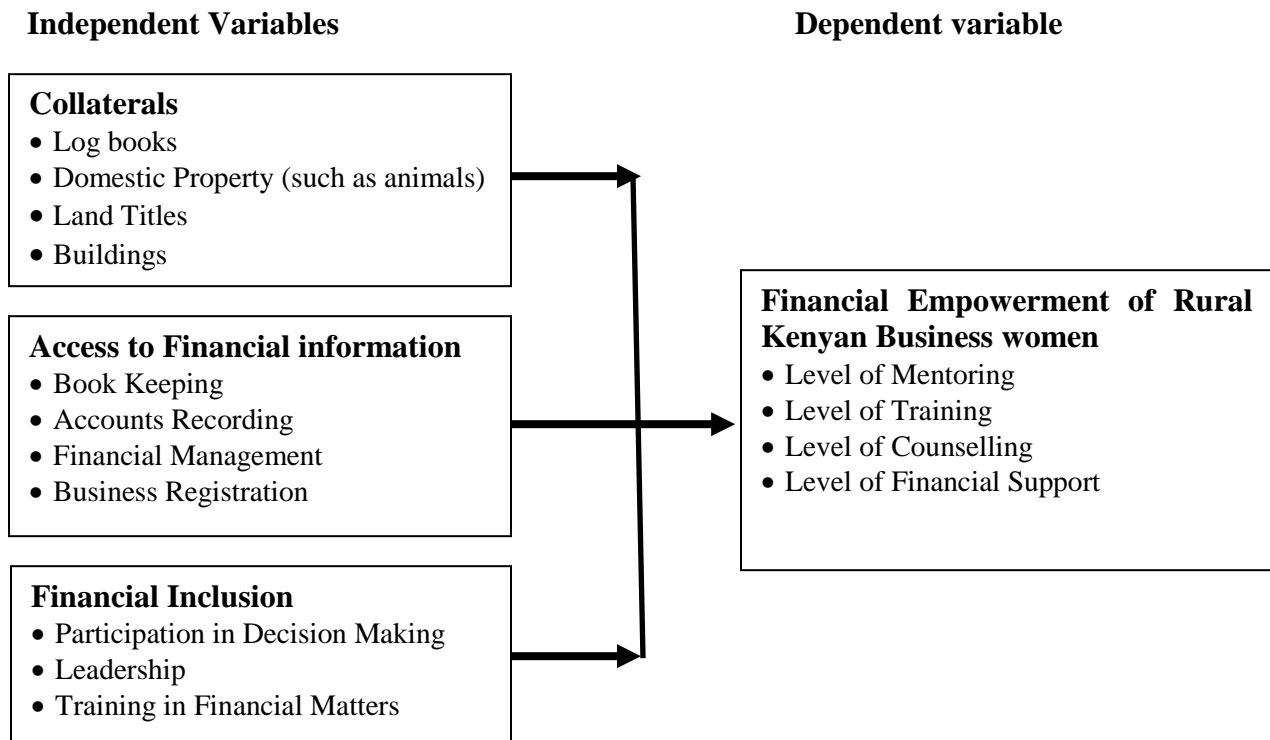 Independent Variables
Dependent variable
Collaterals
• Log books
• Domestic Property (such as animals)
• Land Titles
• Buildings
Access to Financial information
• Book Keeping
• Accounts Recording
• Financial Management
• Business Registration
Financial Inclusion
• Participation in Decision Making
• Leadership
• Training in Financial Matters
Financial Empowerment of Rural
Kenyan Business women
• Level of Mentoring
• Level of Training
• Level of Counselling
• Level of Financial Support